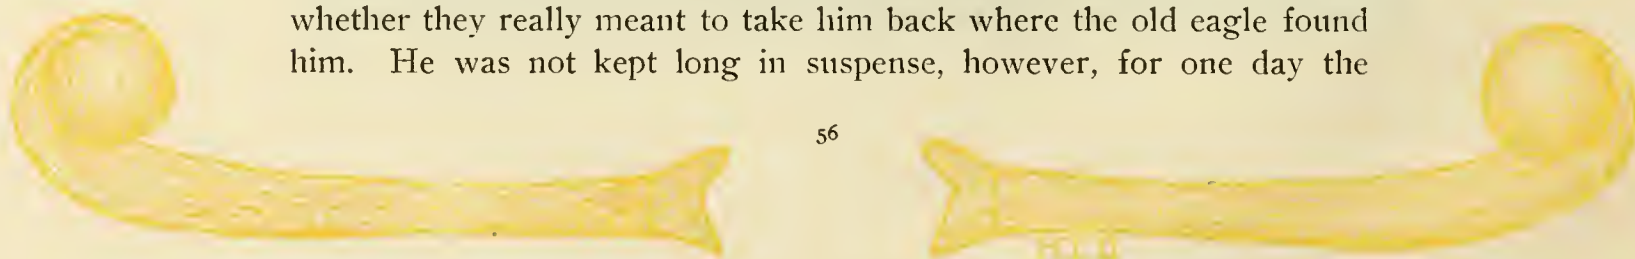 whether they really meant to take him back where the old eagle found
him. He was not kept long in suspense, however, for one day the
56